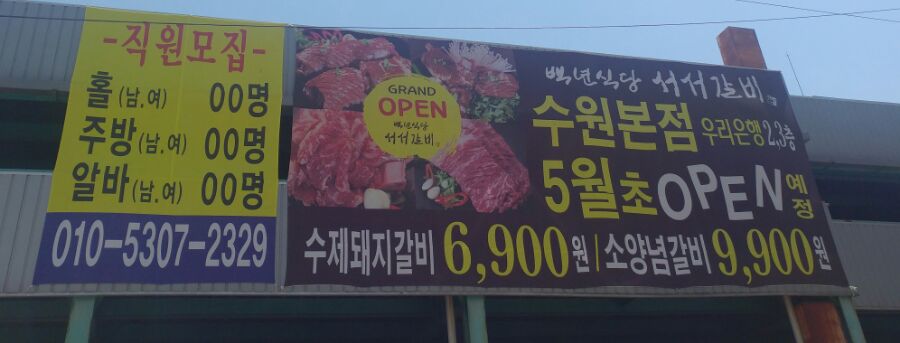 -직원모집-
홀(남.여) 00명
주방(남.여) 00명
알바(남.여) 00명
010-5307-2329
GRAND
OPEN
백년식당
서서갈비
백년식당 서서갈비
수원본점 우리은행2,3층
5월초OPEN예정
수제돼지갈비 6,900원/소양념갈비 9,900원